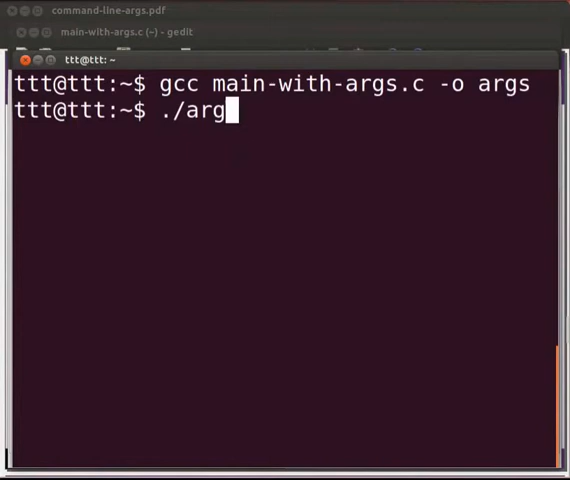 command-line-args.pdf
main-with-args.c (~) - gedit
ttt@ttt: ~
ttt@ttt:~$ gcc main-with-args.c -o args
ttt@ttt:~$ ./arg